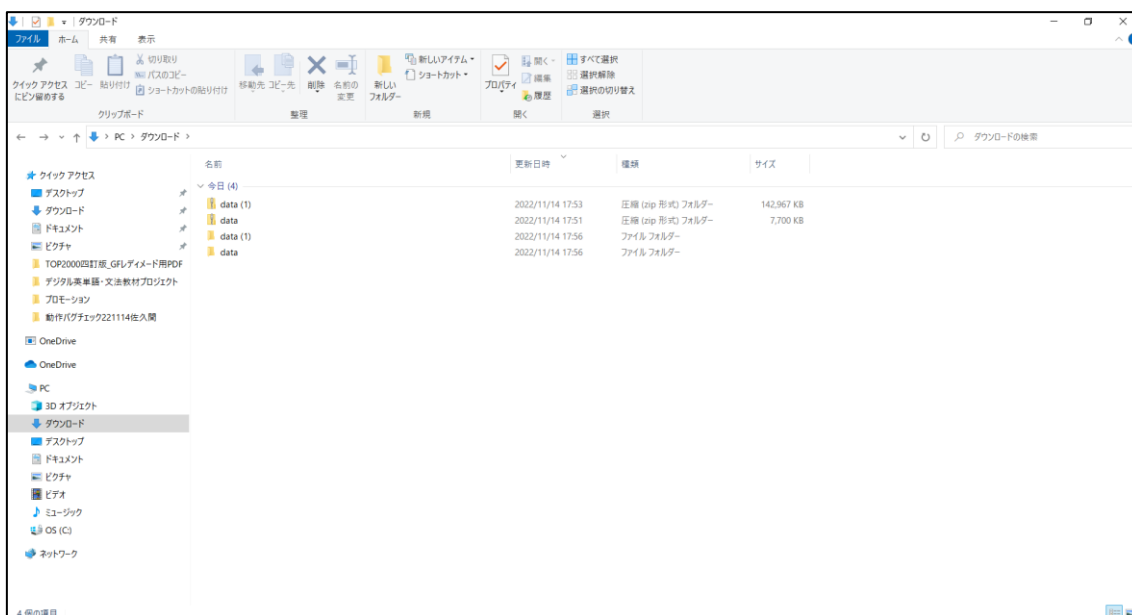 ダウンロード
ファイル ホーム 共有 表示
クイック アクセス
にピン留めする
コピー
貼り付け
切り取り
パスのコピー
ショートカットの貼り付け
クリップボード
移動先
コピー先
削除
名前の
変更
整理
新しい
フォルダー
新しいアイテム
ショートカット
新規
プロパティ
開く
編集
履歴
開く
すべて選択
選択解除
選択の切り替え
選択
PC > ダウンロード >
ダウンロードの検索
クイック アクセス
デスクトップ
ダウンロード
ドキュメント
ピクチャ
TOP2000四訂版_GFレディメード用PDF
デジタル英単語・文法教材プロジェクト
プロモーション
動作バグチェック221114佐久間
OneDrive
OneDrive
PC
3D オブジェクト
ダウンロード
デスクトップ
ドキュメント
ピクチャ
ビデオ
ミュージック
OS (C:)
ネットワーク
名前 更新日時 種類 サイズ
今日 (4)
data (1) 2022/11/14 17:53 圧縮 (zip 形式) フォルダー 142,967 KB
data 2022/11/14 17:51 圧縮 (zip 形式) フォルダー 7,700 KB
data (1) 2022/11/14 17:56 ファイル フォルダー
data 2022/11/14 17:56 ファイル フォルダー
4 個の項目